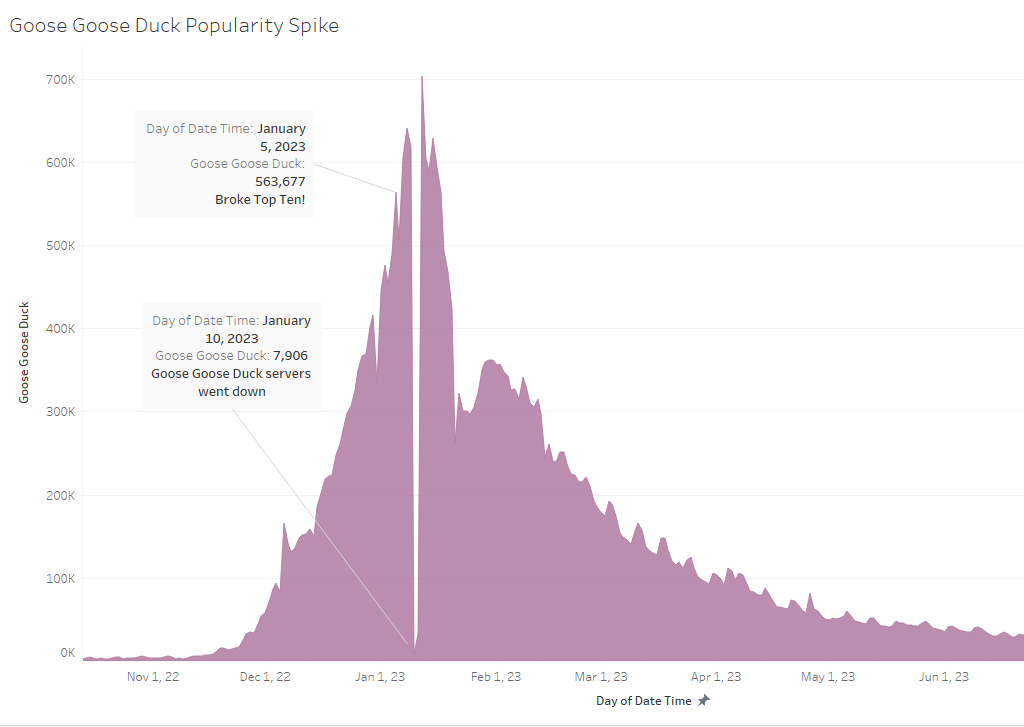 Goose Goose Duck Popularity Spike
700K
600K
500K
400K
300K
200K
100K
0K
Goose Goose Duck
Day of Date Time: January
5, 2023
Goose Goose Duck:
563,677
Broke Top Ten!
Day of Date Time: January
10, 2023
Goose Goose Duck: 7,906
Goose Goose Duck servers
went down
Nov 1, 22 Dec 1, 22 Jan 1, 23 Feb 1, 23 Mar 1, 23 Apr 1, 23 May 1, 23 Jun 1, 23
Day of Date Time